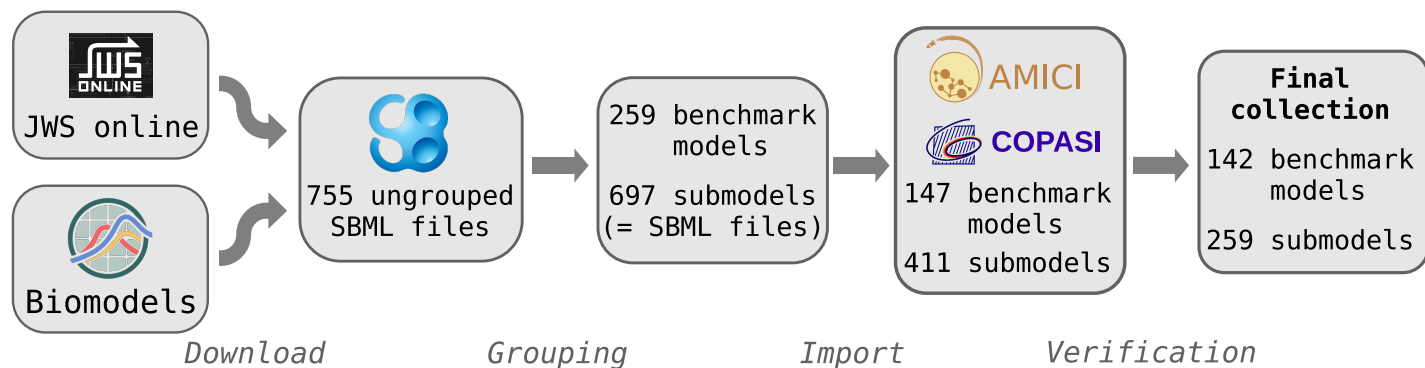 JWS
ONLINE
JWS online
Biomodels
755 ungrouped
SBML files
259 benchmark
models
697 submodels
(= SBML files)
AMICI
COPASI
147 benchmark
models
411 submodels
Final
collection
142 benchmark
models
259 submodels
Download
Grouping
Import
Verification